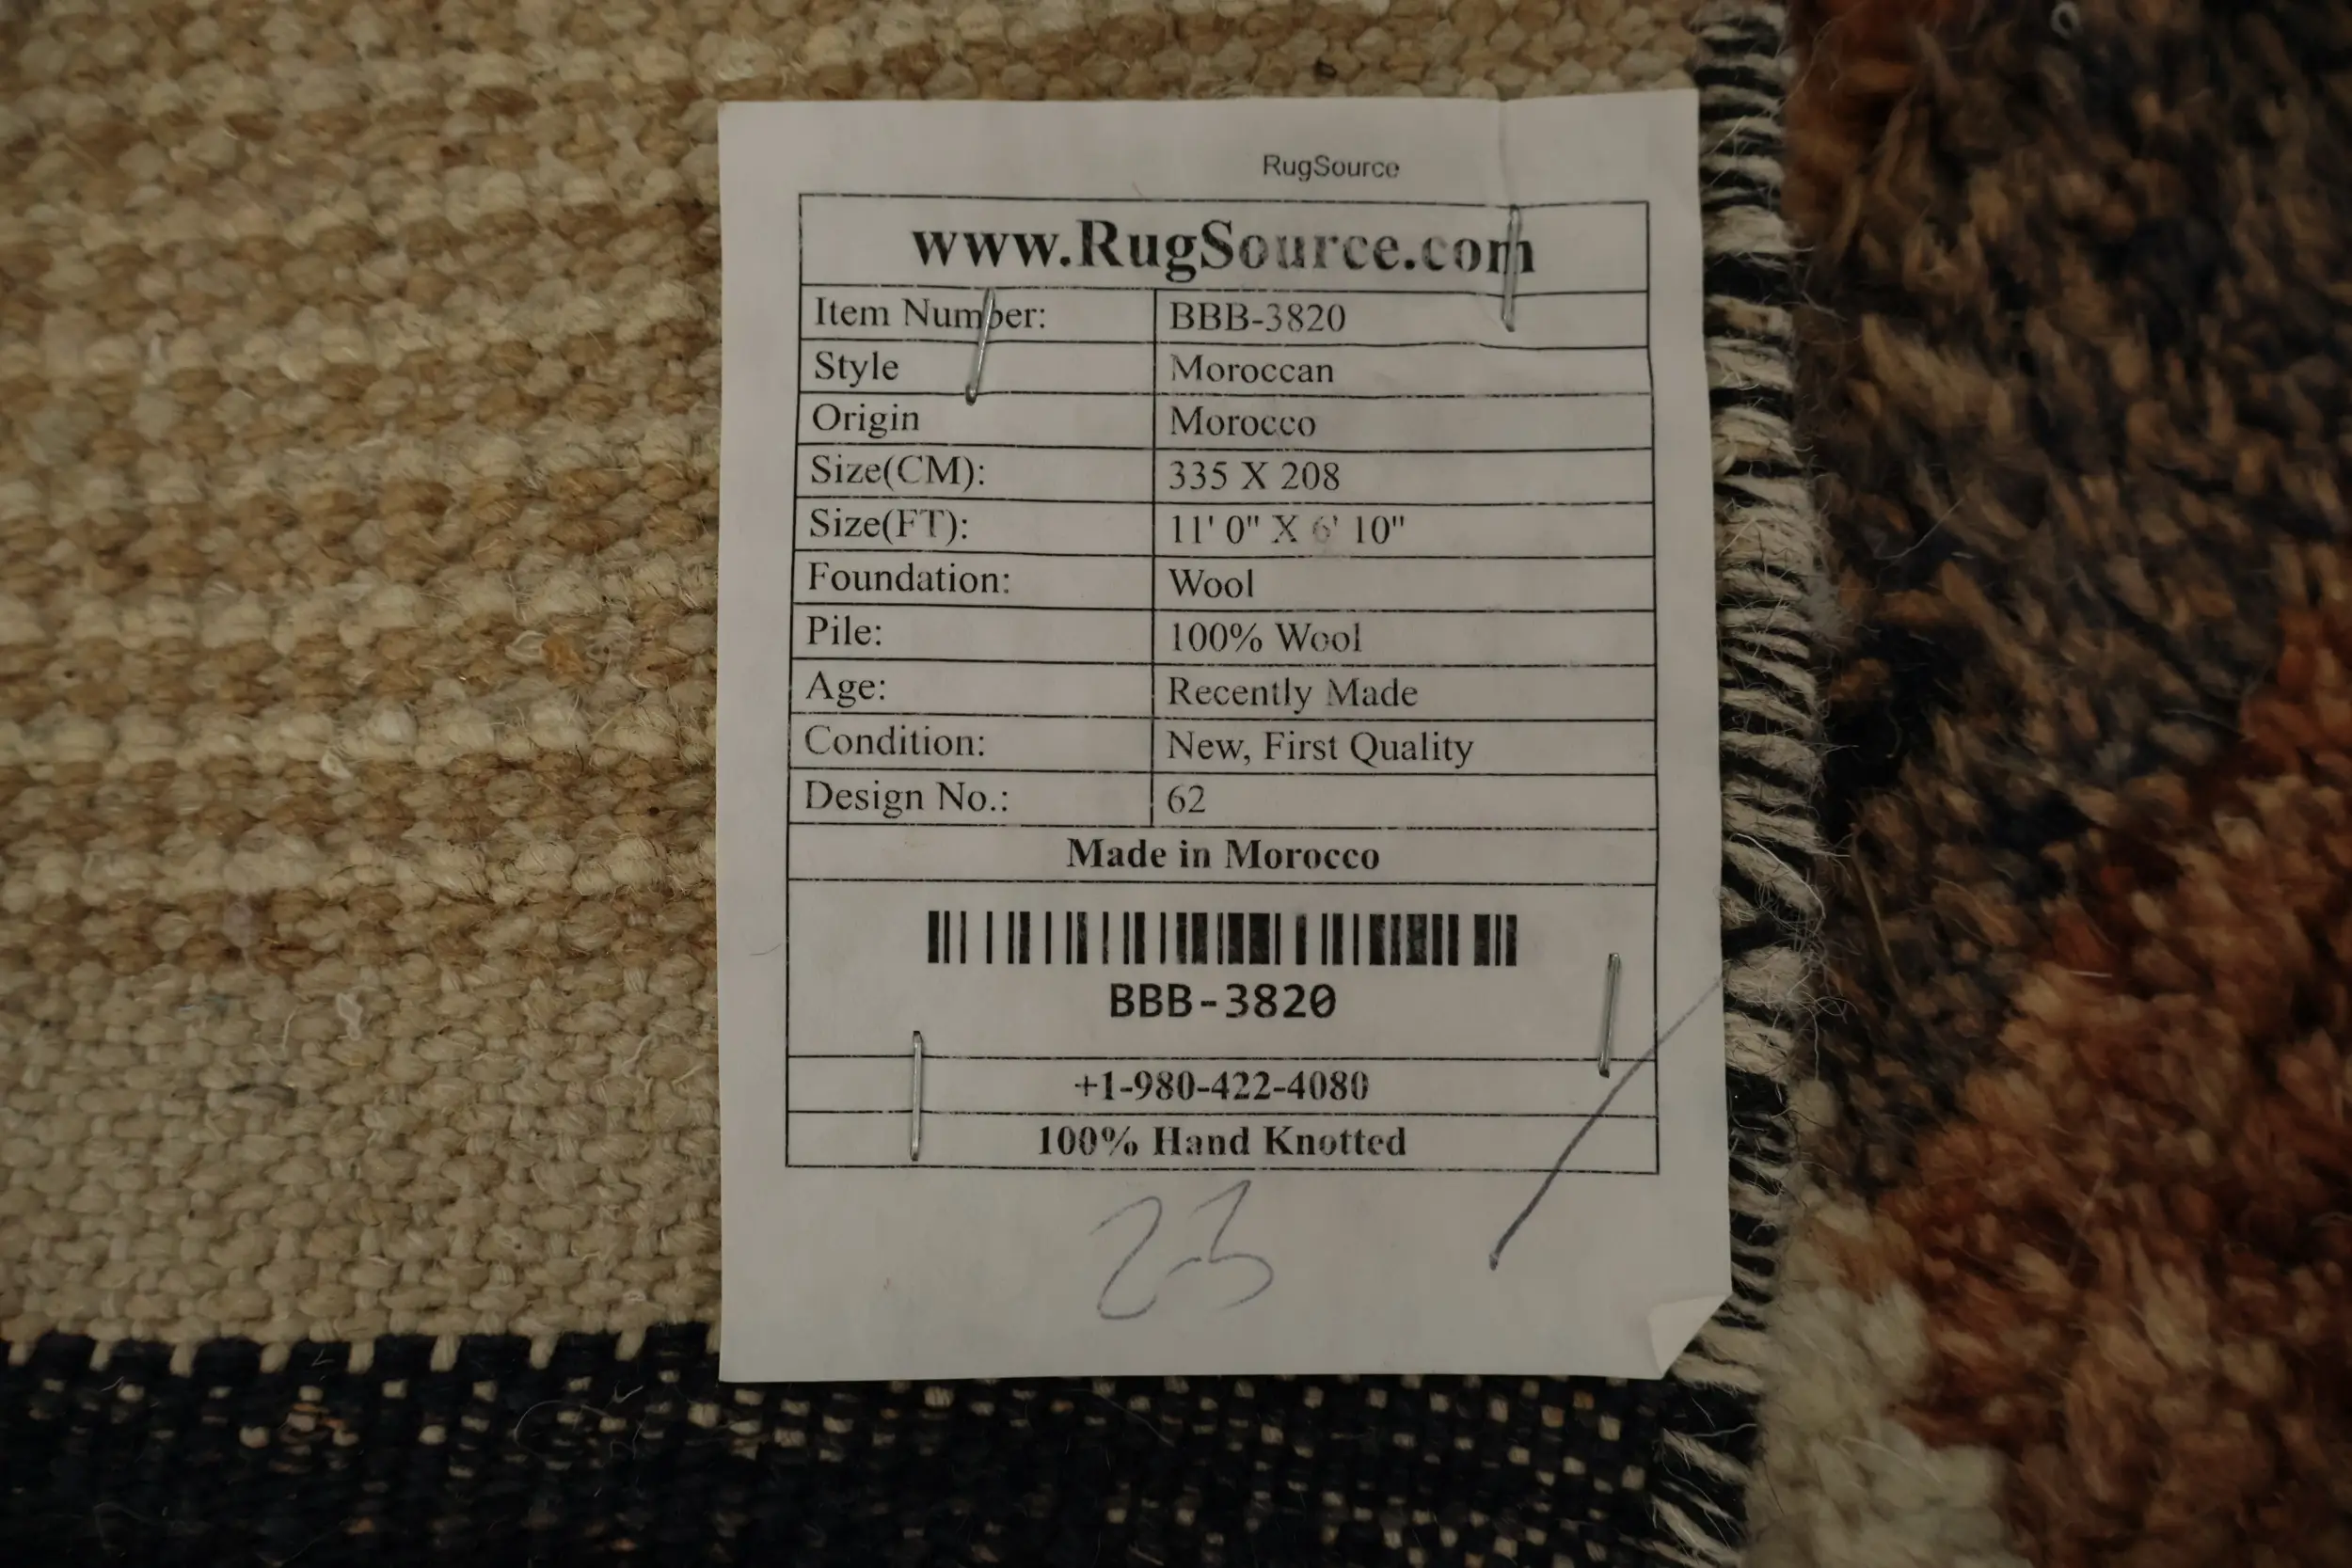 RugSource
www.RugSource.com
Item Number: BBB-3820
Style Moroccan
Origin Morocco
Size(CM): 335 X 208
Size(FT): 11' 0" X 6' 10"
Foundation: Wool
Pile: 100% Wool
Age: Recently Made
Condition: New, First Quality
Design No.: 62
Made in Morocco
BBB-3820
+1-980-422-4080
100% Hand Knotted
23